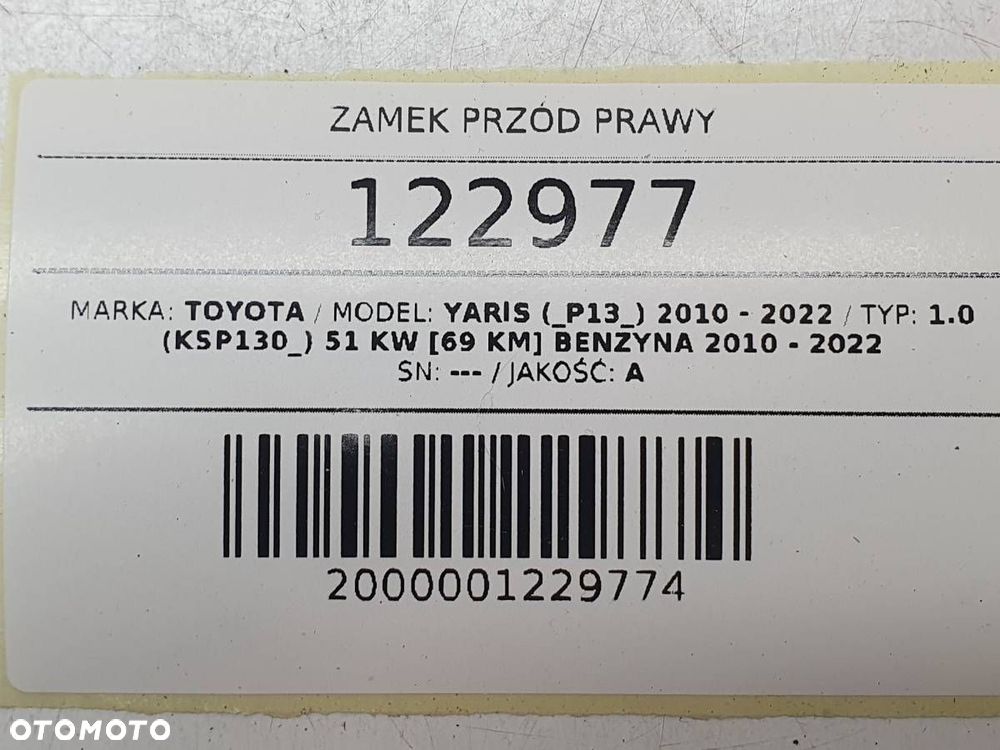 ZAMEK PRZÓD PRAWY
122977
MARKA: TOYOTA / MODEL: YARIS (_P13_) 2010 - 2022 / TYP: 1.0
(KSP130_) 51 KW [69 KM] BENZYNA 2010 - 2022
SN: --- / JAKOŚĆ: A
2000001229774
OTOMOTO